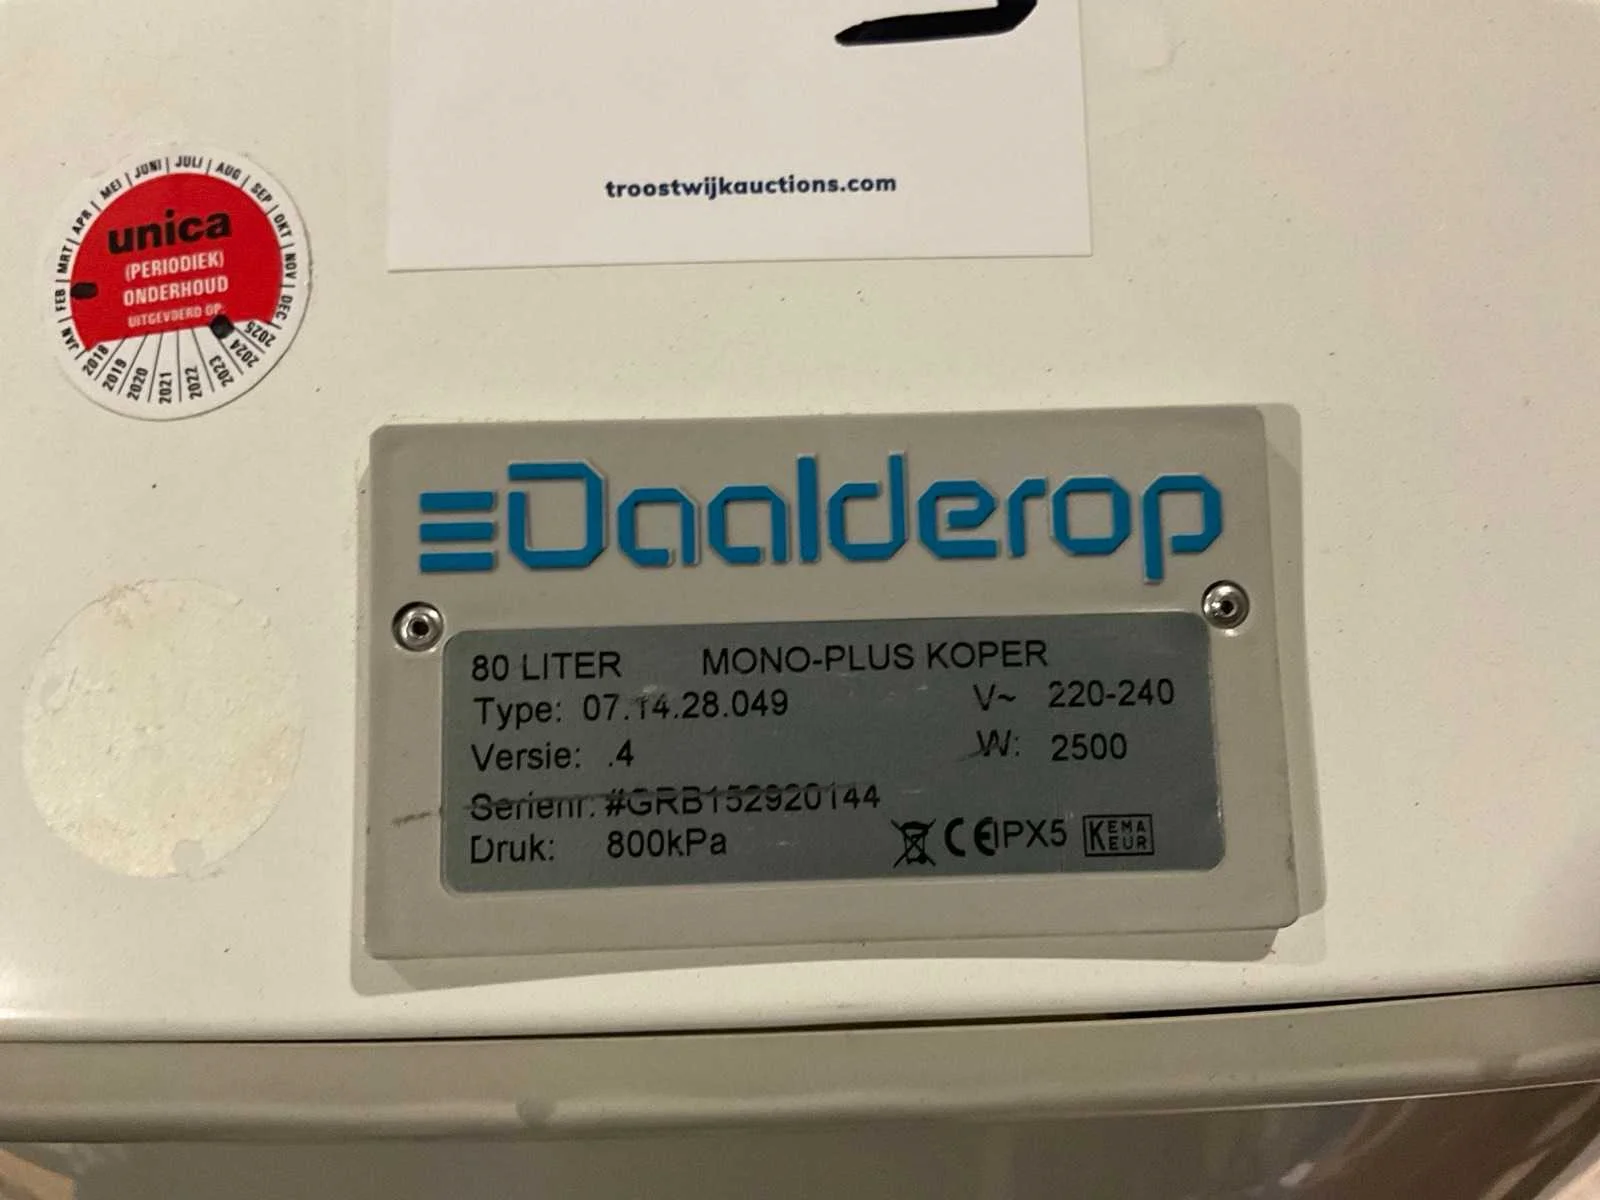 troostwijkauctions.com
JAN | FEB | MRT | APR | MEI | JUNI | JULI | AUG | SEP | OKT | NOV | DEC
unica
(PERIODIEK)
ONDERHOUD
UITGEVOERD OP:
2018 2019 2020 2021 2022 2023 2024 2025
Daalderop
80 LITER MONO-PLUS KOPER
Type: 07.14.28.049 V~ 220-240
Versie: .4 W: 2500
Serienr: #GRB152920144
Druk: 800kPa CE IPX5 KEMA EUR